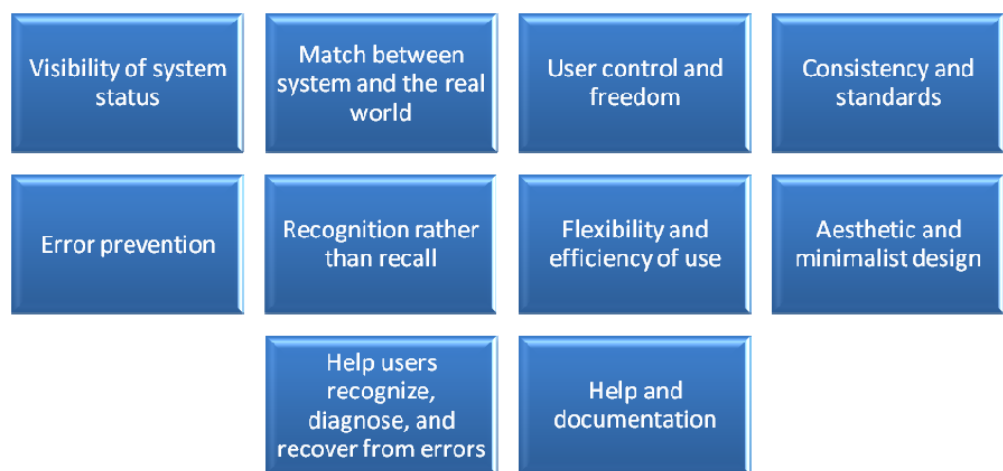 Visibility of system
status
Match between
system and the real
world
User control and
freedom
Consistency and
standards
Error prevention
Recognition rather
than recall
Flexibility and
efficiency of use
Aesthetic and
minimalist design
Help users
recognize,
diagnose, and
recover from errors
Help and
documentation